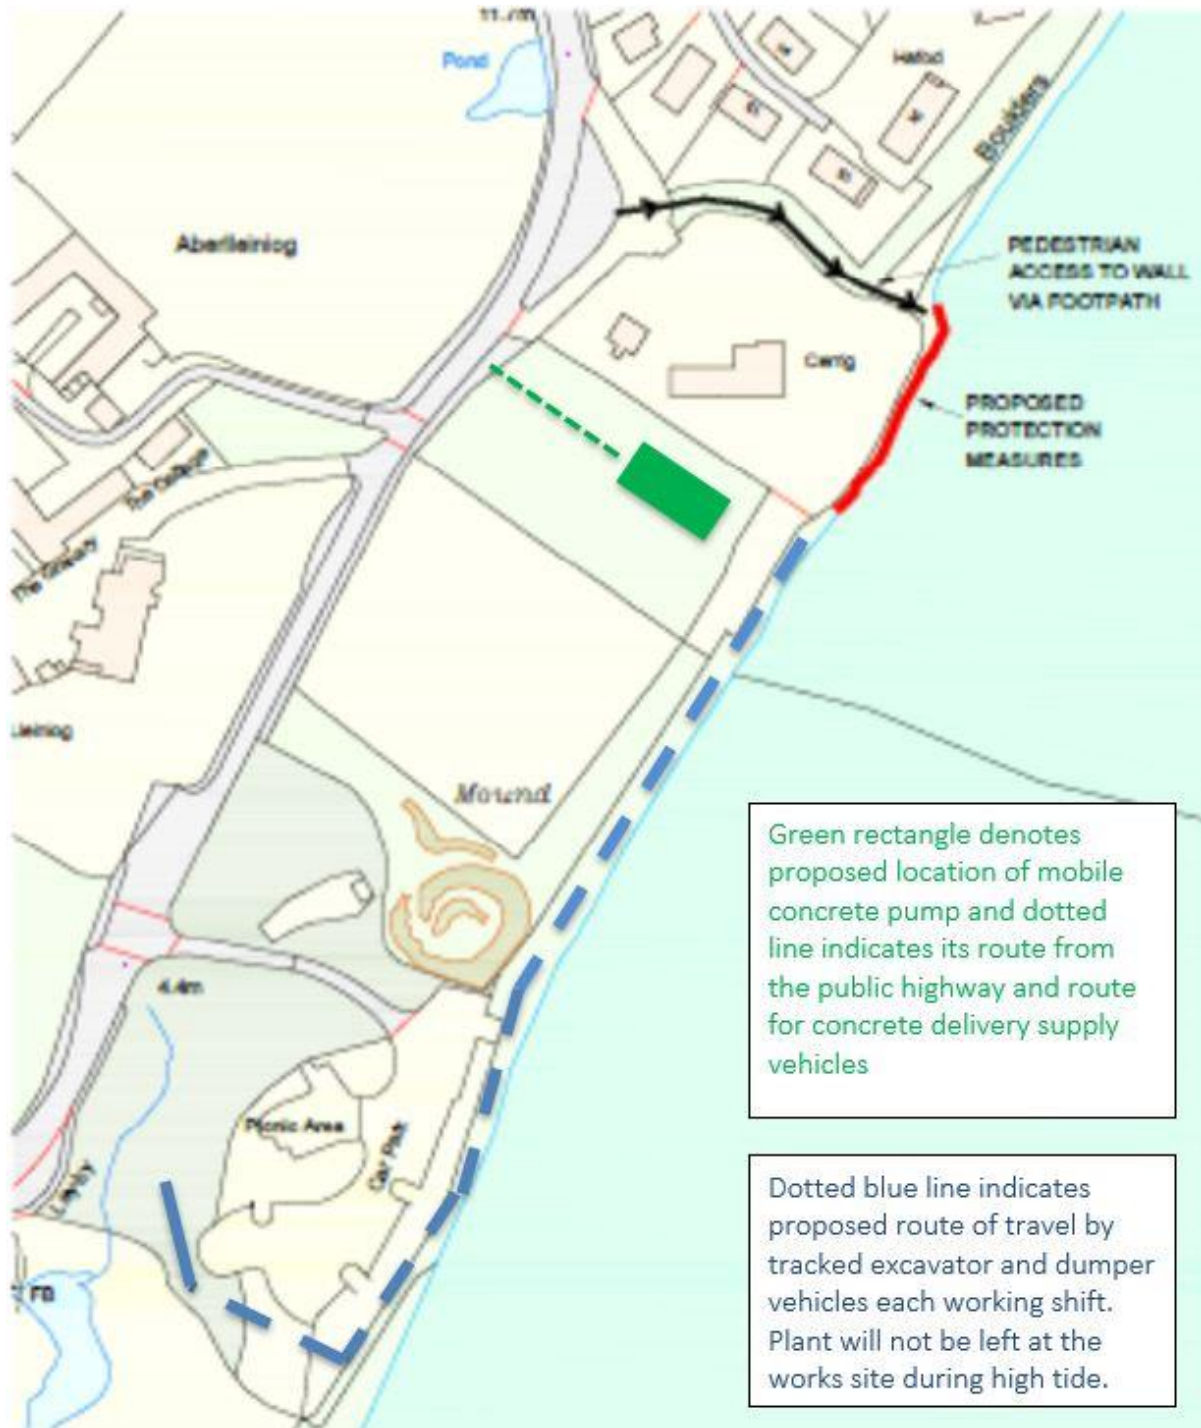 11.7m
Pond
Hafod
Boulders
Aberlleiniog
PEDESTRIAN
ACCESS TO WALL
VIA FOOTPATH
Cerrig
PROPOSED
PROTECTION
MEASURES
The
The
Lleiniog
Mound
Green rectangle denotes
proposed location of mobile
concrete pump and dotted
line indicates its route from
the public highway and route
for concrete delivery supply
vehicles
4.4m
Picnic Area
Car Park
Layby
FB
Dotted blue line indicates
proposed route of travel by
tracked excavator and dumper
vehicles each working shift.
Plant will not be left at the
works site during high tide.